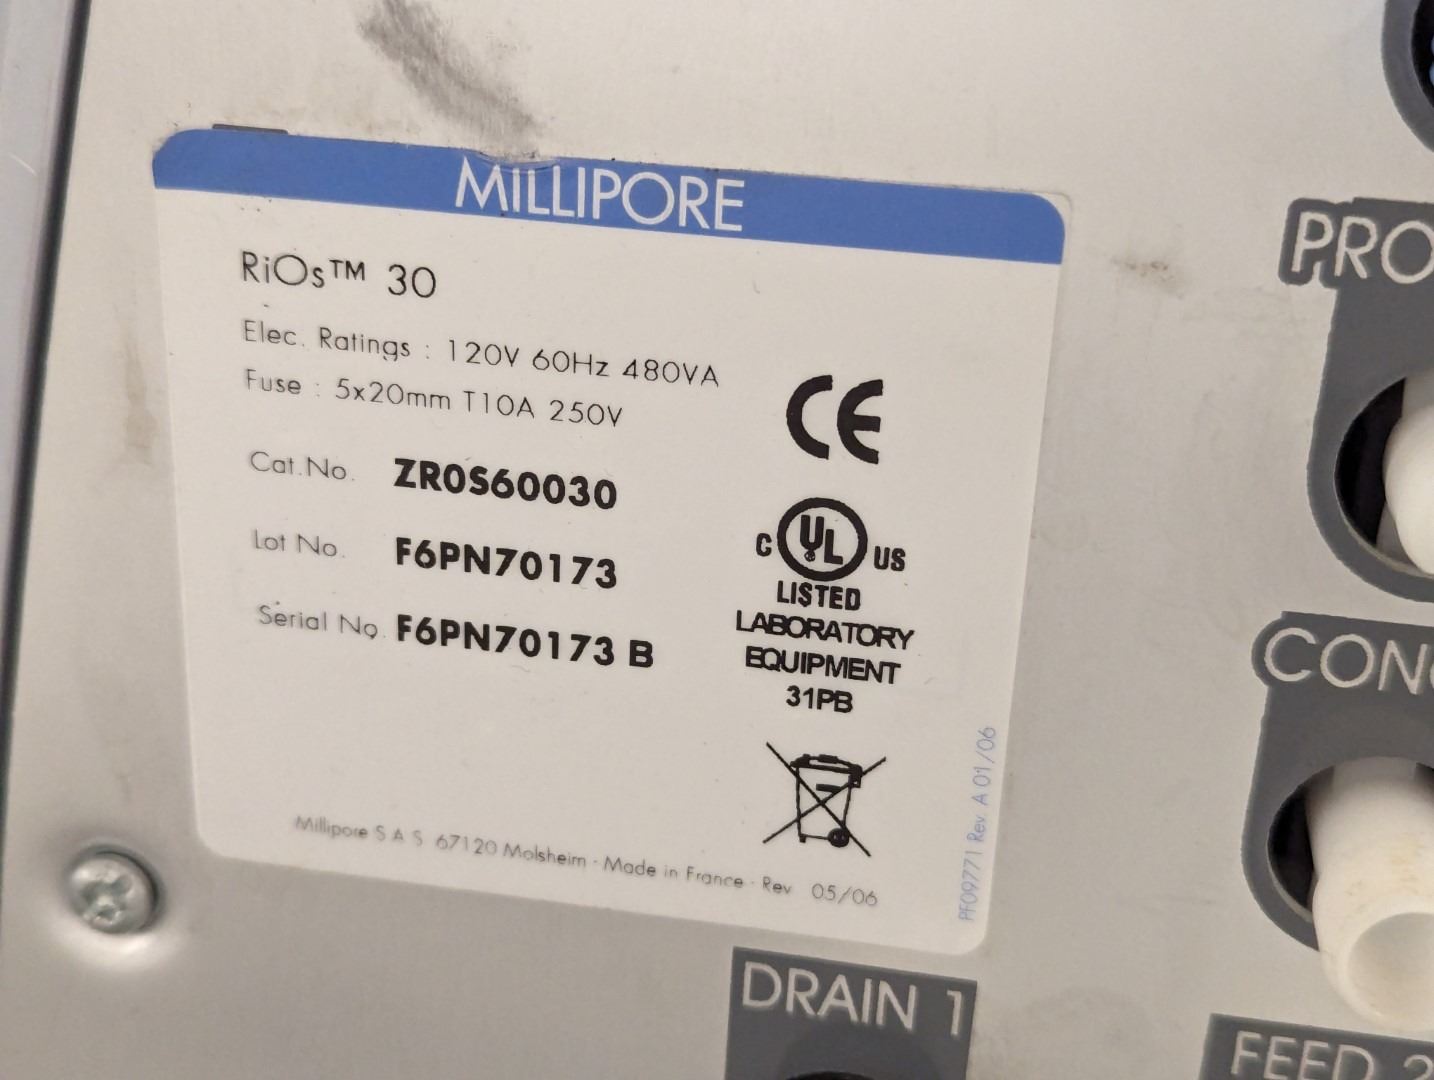 MILLIPORE
RiOs™ 30
Elec. Ratings : 120V 60Hz 480VA
Fuse : 5x20mm T10A 250V
Cat.No. ZR0S60030
Lot No. F6PN70173
Serial No. F6PN70173 B
CE
C UL US
LISTED
LABORATORY
EQUIPMENT
31PB
Millipore S A S 67120 Molsheim - Made in France - Rev 05/06
PF09771 Rev. A 01/06
PRO
CON
DRAIN 1
FEED 2